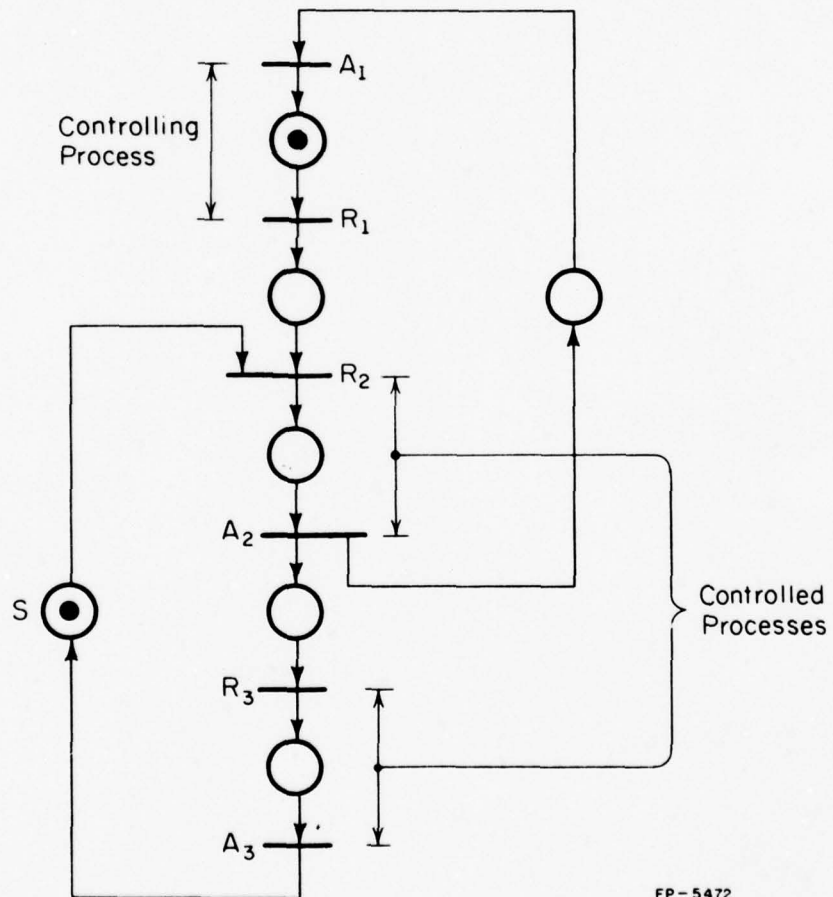 A1
Controlling
Process
R1
R2
A2
S
Controlled
Processes
R3
A3
FP-5472